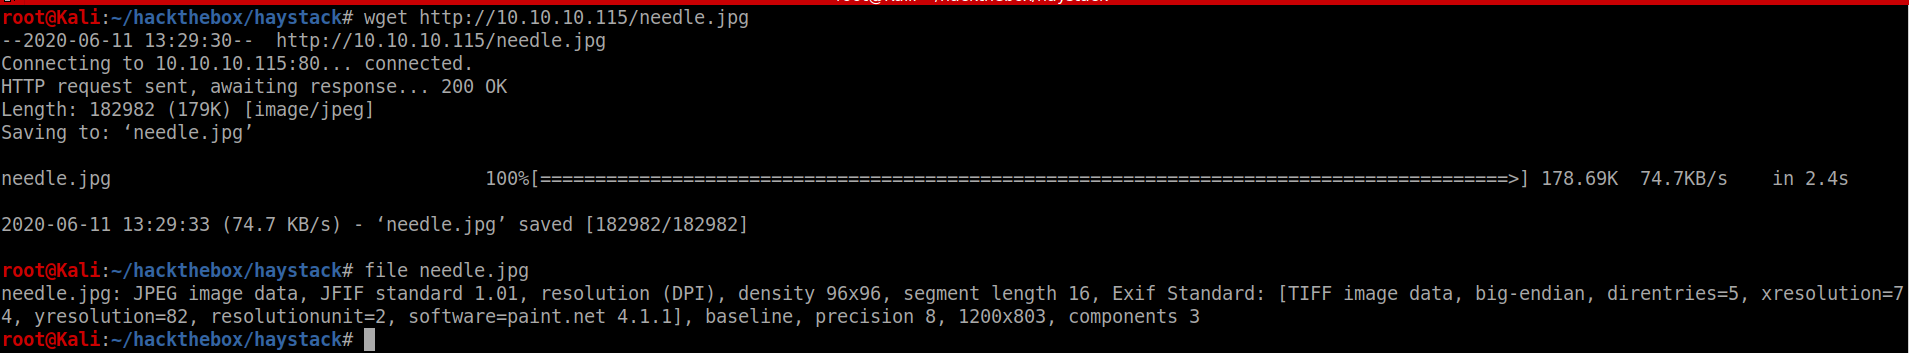 root@Kali:~/hackthebox/haystack# wget http://10.10.10.115/needle.jpg
--2020-06-11 13:29:30--  http://10.10.10.115/needle.jpg
Connecting to 10.10.10.115:80... connected.
HTTP request sent, awaiting response... 200 OK
Length: 182982 (179K) [image/jpeg]
Saving to: ‘needle.jpg’
needle.jpg 100%[========================================================================================>] 178.69K 74.7KB/s in 2.4s
2020-06-11 13:29:33 (74.7 KB/s) - ‘needle.jpg’ saved [182982/182982]
root@Kali:~/hackthebox/haystack# file needle.jpg
needle.jpg: JPEG image data, JFIF standard 1.01, resolution (DPI), density 96x96, segment length 16, Exif Standard: [TIFF image data, big-endian, direntries=5, xresolution=7
4, yresolution=82, resolutionunit=2, software=paint.net 4.1.1], baseline, precision 8, 1200x803, components 3
root@Kali:~/hackthebox/haystack#